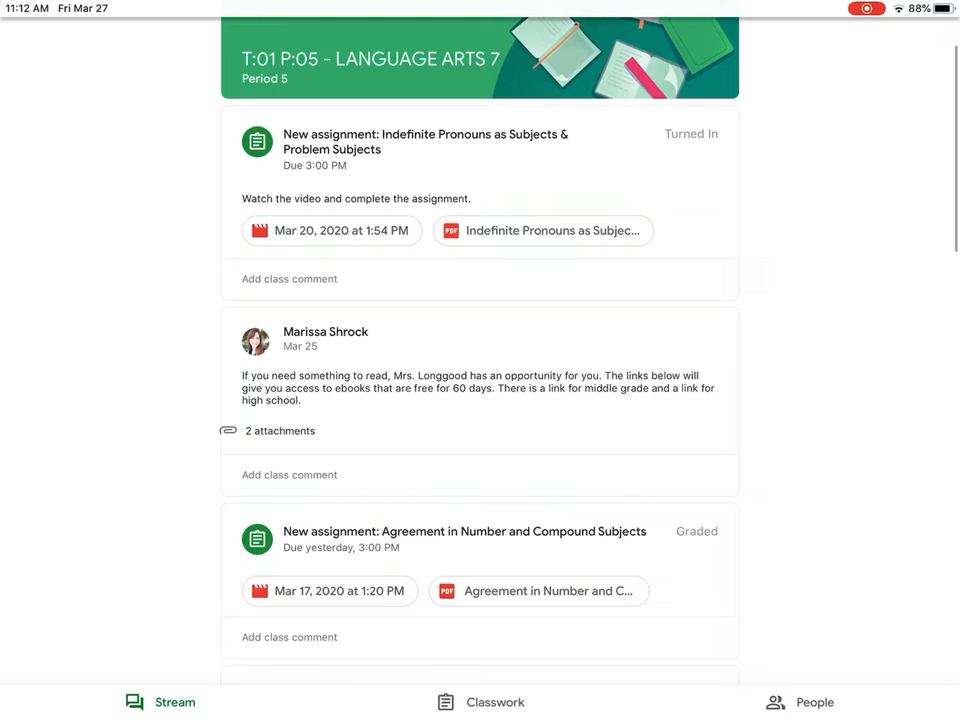 11:12 AM Fri Mar 27
88%
T:01 P:05 - LANGUAGE ARTS 7
Period 5
New assignment: Indefinite Pronouns as Subjects &
Problem Subjects
Turned In
Due 3:00 PM
Watch the video and complete the assignment.
Mar 20, 2020 at 1:54 PM
PDF Indefinite Pronouns as Subjec...
Add class comment
Marissa Shrock
Mar 25
If you need something to read, Mrs. Longgood has an opportunity for you. The links below will
give you access to ebooks that are free for 60 days. There is a link for middle grade and a link for
high school.
2 attachments
Add class comment
New assignment: Agreement in Number and Compound Subjects
Graded
Due yesterday, 3:00 PM
Mar 17, 2020 at 1:20 PM
PDF Agreement in Number and C...
Add class comment
Stream
Classwork
People